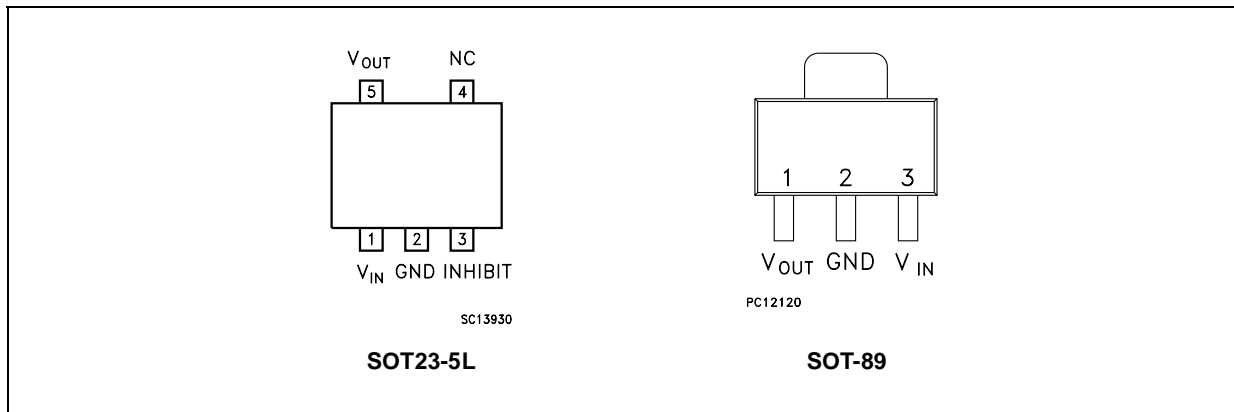 VOUT NC
5 4
1 2 3
VIN GND INHIBIT
SC13930
SOT23-5L
1 2 3
VOUT GND VIN
PC12120
SOT-89